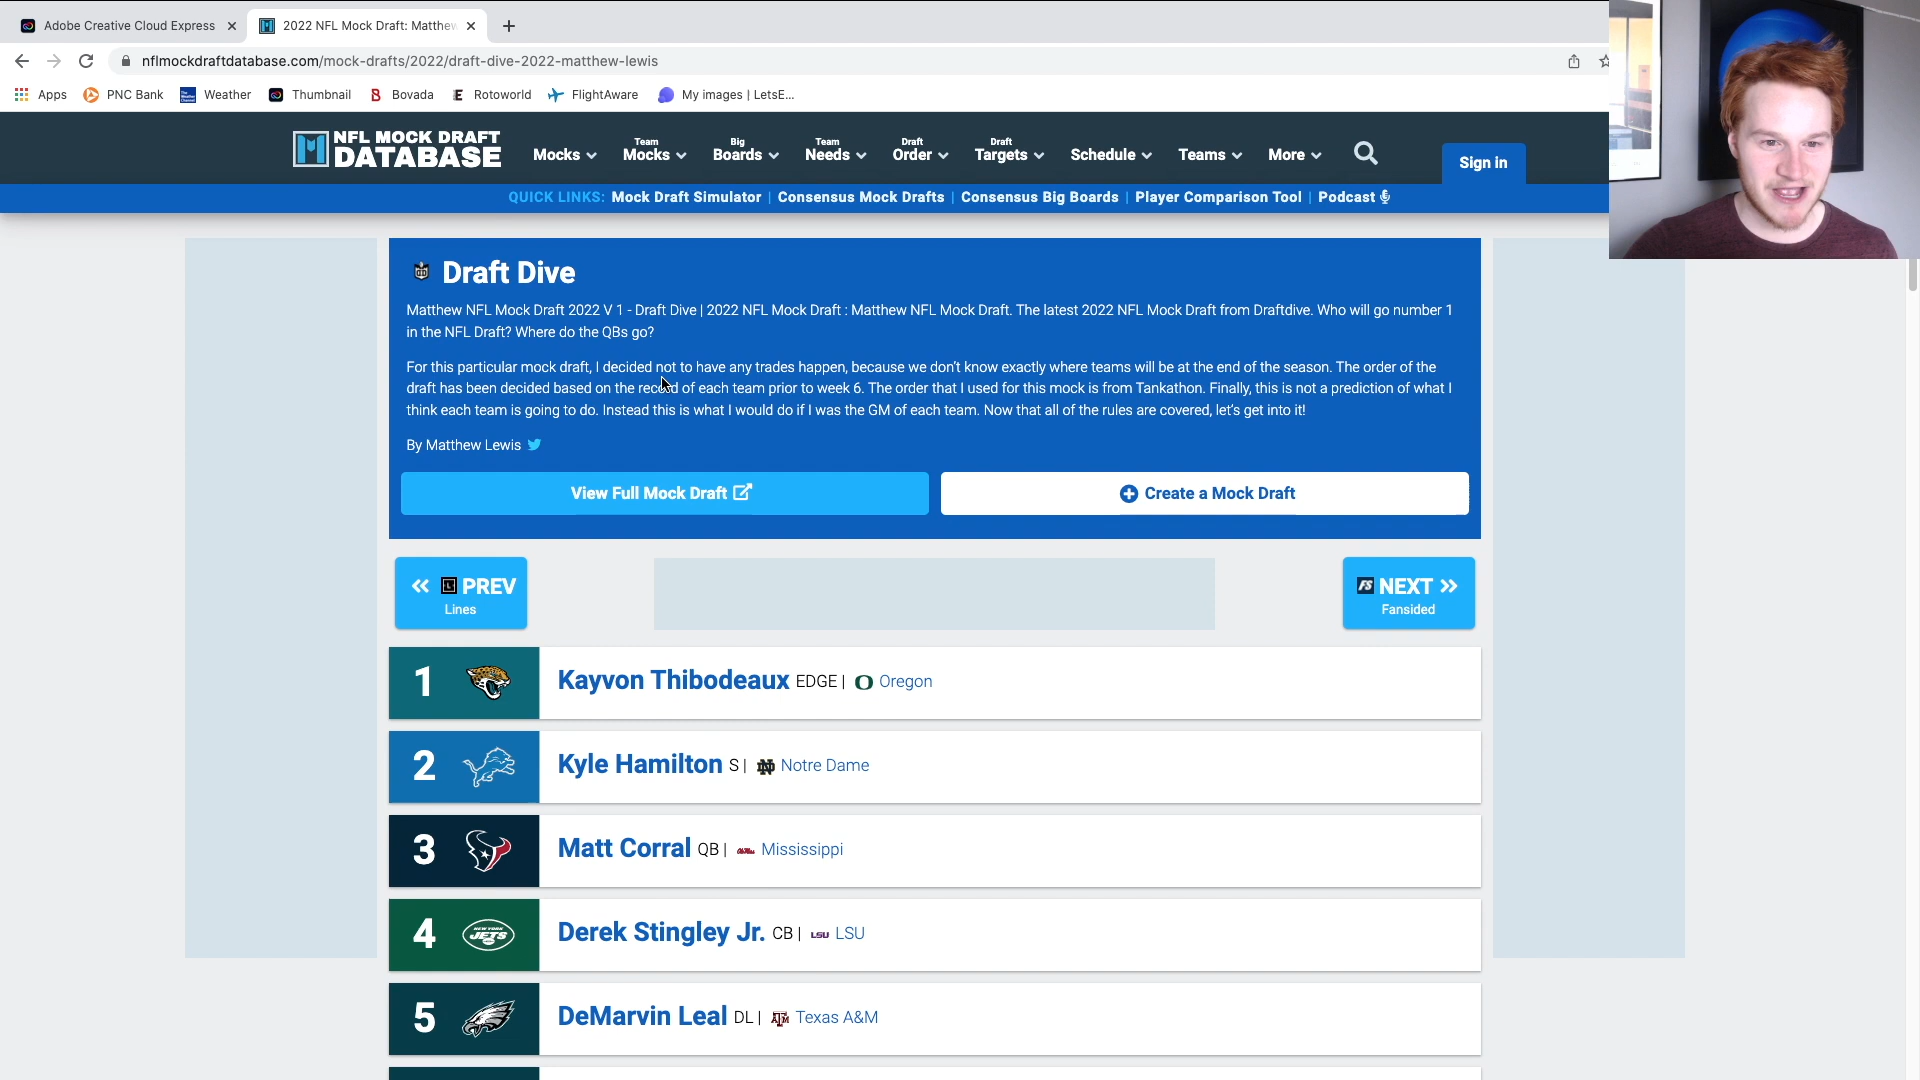 Adobe Creative Cloud Express
2022 NFL Mock Draft: Matthew
nflmockdraftdatabase.com/mock-drafts/2022/draft-dive-2022-matthew-lewis
Apps PNC Bank Weather Thumbnail Bovada Rotoworld FlightAware My images | LetsE...
NFL MOCK DRAFT
DATABASE
Mocks
Team
Mocks
Big
Boards
Team
Needs
Draft
Order
Draft
Targets
Schedule
Teams
More
Sign in
QUICK LINKS: Mock Draft Simulator | Consensus Mock Drafts | Consensus Big Boards | Player Comparison Tool | Podcast
Draft Dive
Matthew NFL Mock Draft 2022 V 1 - Draft Dive | 2022 NFL Mock Draft : Matthew NFL Mock Draft. The latest 2022 NFL Mock Draft from Draftdive. Who will go number 1
in the NFL Draft? Where do the QBs go?
For this particular mock draft, I decided not to have any trades happen, because we don't know exactly where teams will be at the end of the season. The order of the
draft has been decided based on the record of each team prior to week 6. The order that I used for this mock is from Tankathon. Finally, this is not a prediction of what I
think each team is going to do. Instead this is what I would do if I was the GM of each team. Now that all of the rules are covered, let's get into it!
By Matthew Lewis
View Full Mock Draft
Create a Mock Draft
PREV
Lines
FS NEXT
Fansided
1 Kayvon Thibodeaux EDGE | O Oregon
2 Kyle Hamilton S | Notre Dame
3 Matt Corral QB | Mississippi
4 NEW YORK JETS Derek Stingley Jr. CB | LSU LSU
5 DeMarvin Leal DL | ATM Texas A&M